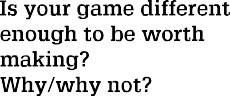 Is your game different
enough to be worth
making?
Why/why not?